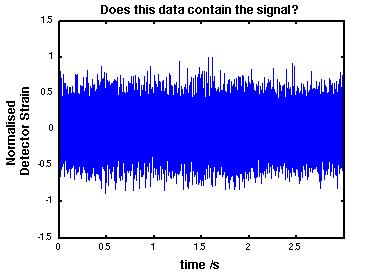 Does this data contain the signal?
1.5
1
0.5
0
-0.5
-1
-1.5
Normalised
Detector Strain
0 0.5 1 1.5 2 2.5
time /s